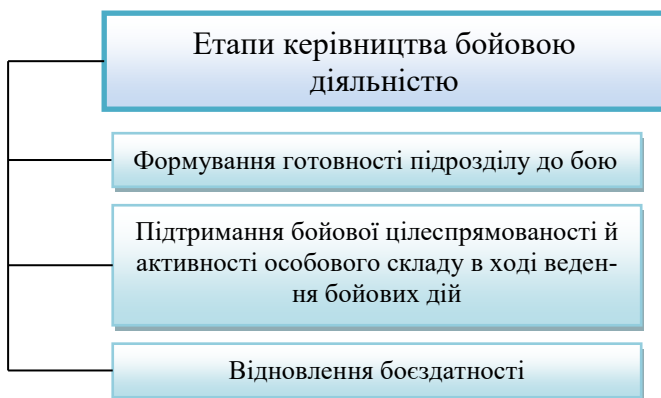 Етапи керівництва бойовою
діяльністю
Формування готовності підрозділу до бою
Підтримання бойової цілеспрямованості й
активності особового складу в ході веден-
ня бойових дій
Відновлення боєздатності